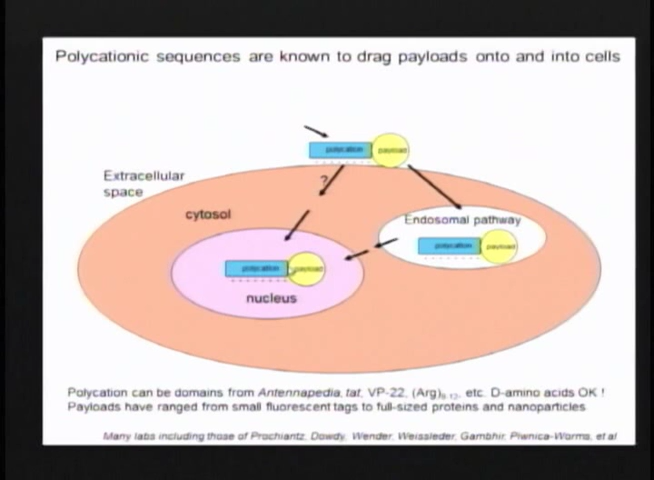 Polycationic sequences are known to drag payloads onto and into cells
polycation payload
Extracellular
space
?
cytosol
Endosomal pathway
polycation payload
polycation payload
nucleus
Polycation can be domains from Antennapedia, tat, VP-22, (Arg)8-12, etc. D-amino acids OK !
Payloads have ranged from small fluorescent tags to full-sized proteins and nanoparticles
Many labs including those of Prochiantz, Dowdy, Wender, Weissleder, Gambhir, Piwnica-Worms, et al